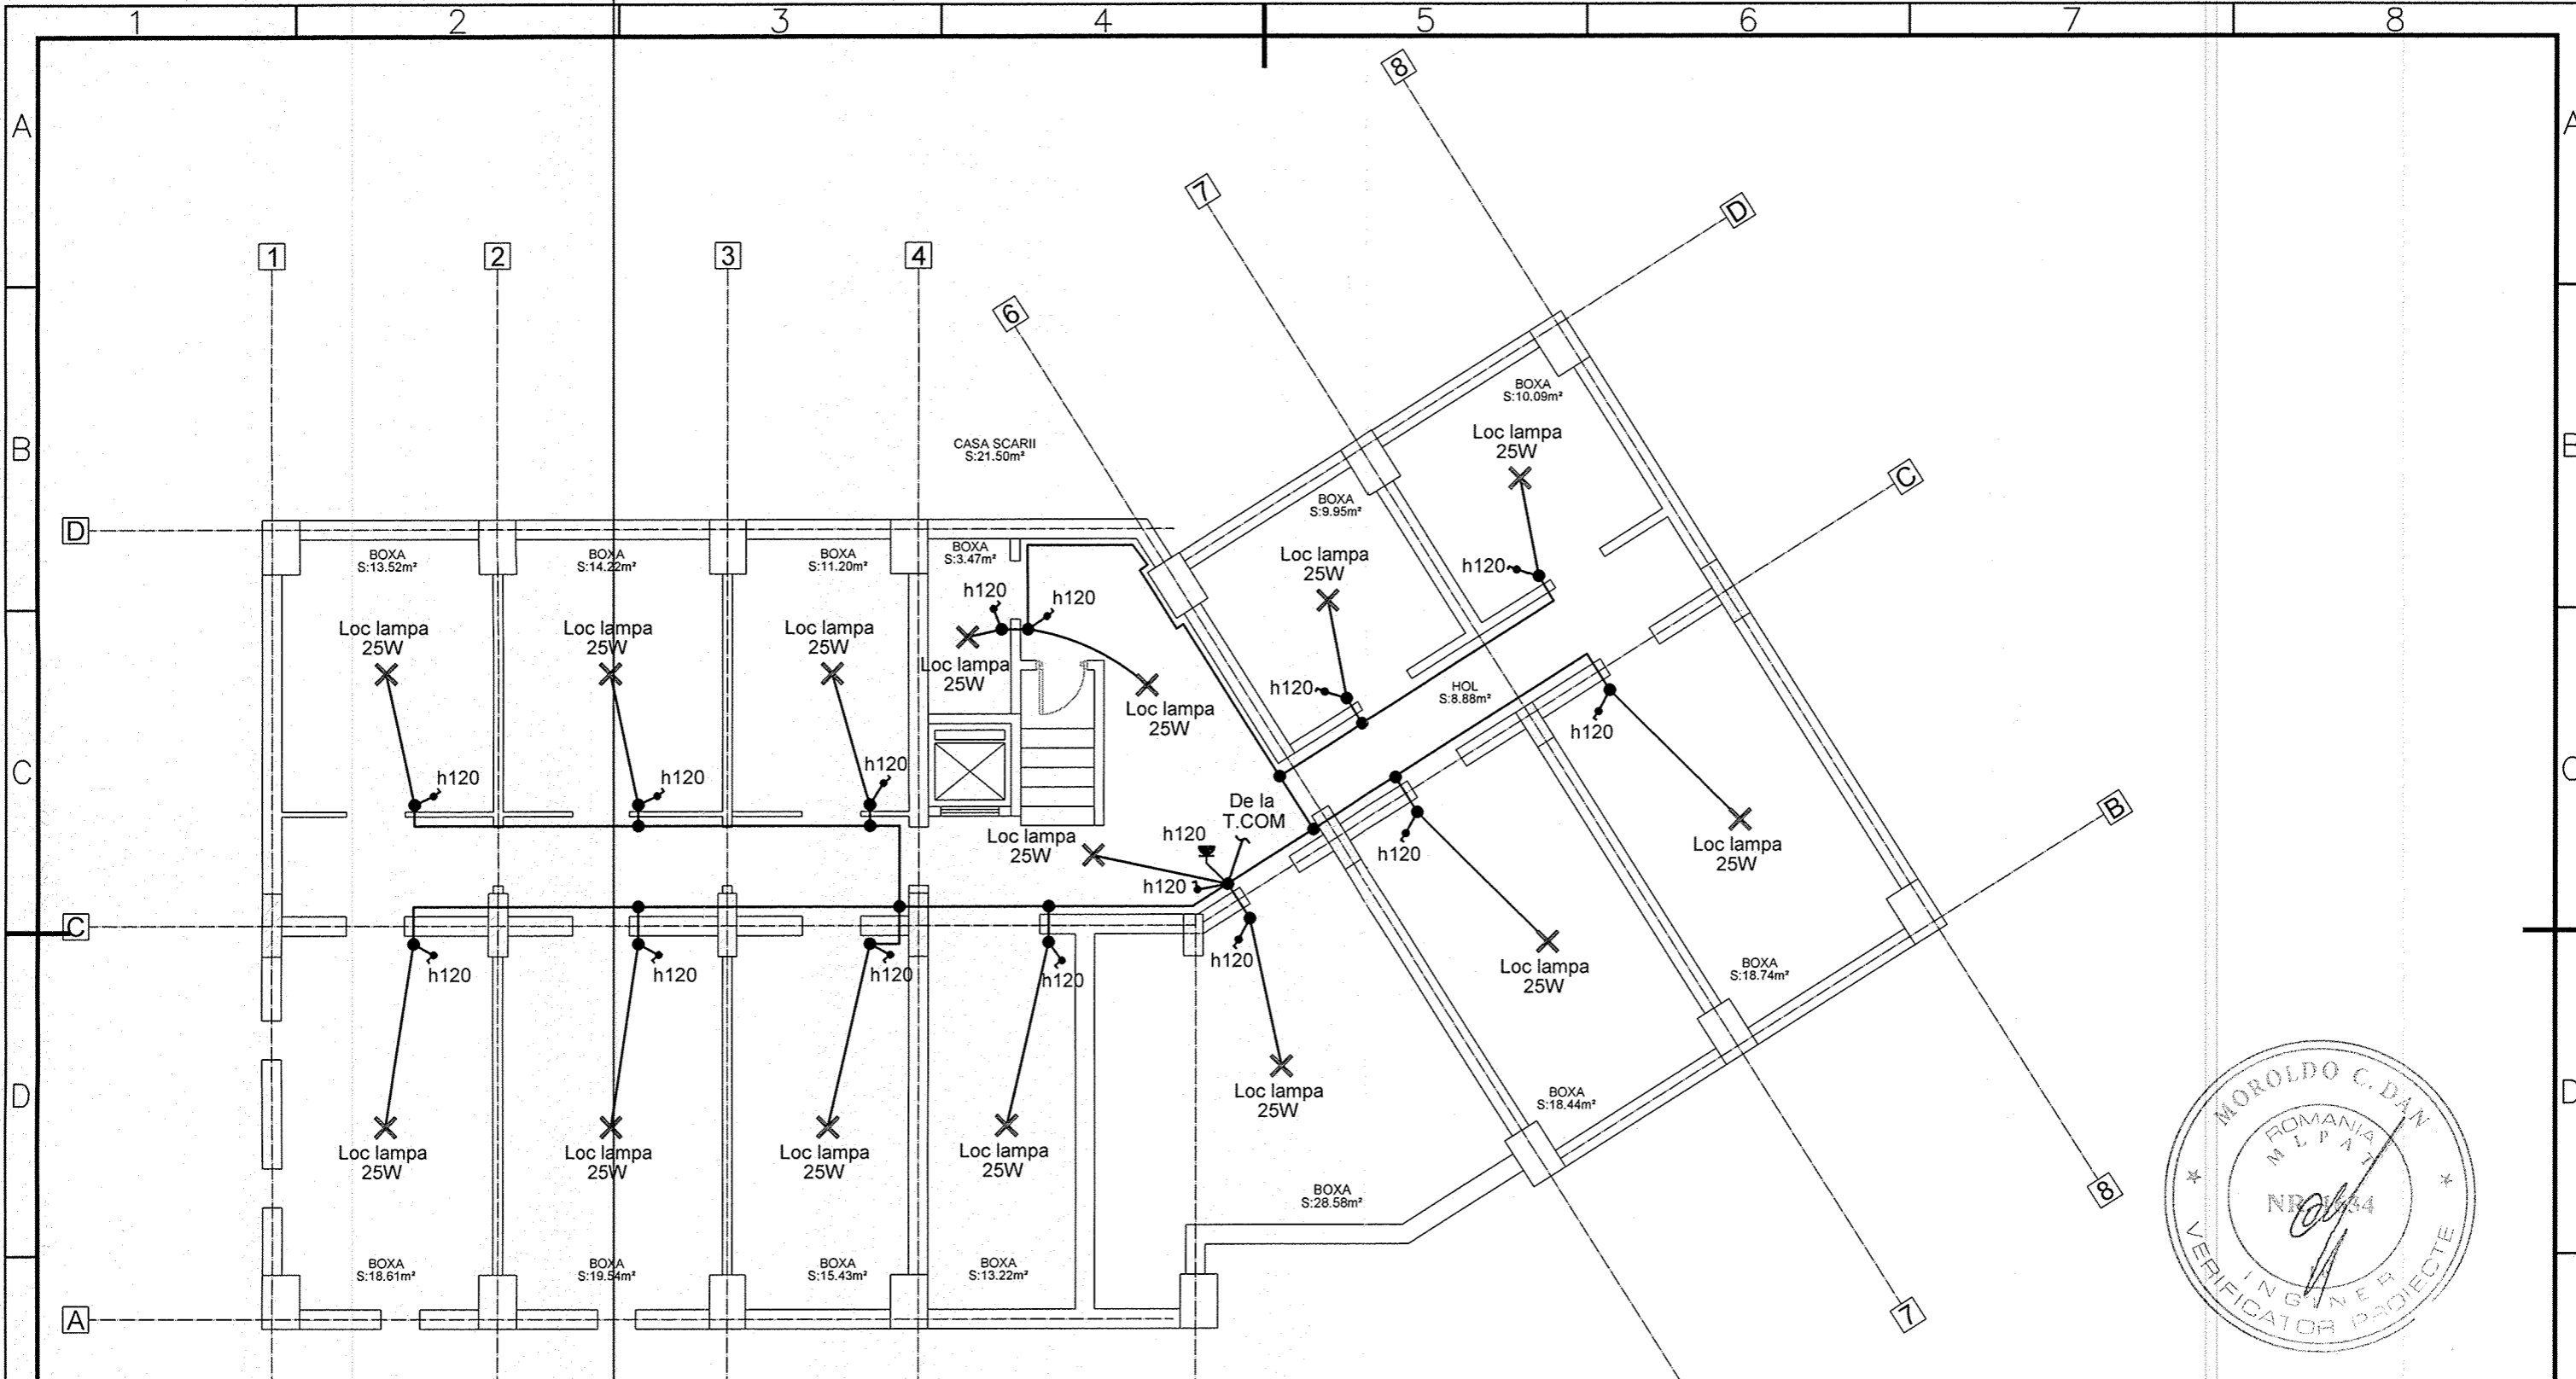 1 2 3 4 5 6 7 8
A
A
8
7
D
1 2 3 4
6
B
B
BOXA
S:10.09m²
CASA SCARII
S:21.50m²
Loc lampa
25W
C
BOXA
S:9.95m²
D
BOXA
S:13.52m²
BOXA
S:14.22m²
BOXA
S:11.20m²
BOXA
S:3.47m²
Loc lampa
25W
h120
h120
h120
Loc lampa
25W
Loc lampa
25W
Loc lampa
25W
Loc lampa
25W
h120
HOL
S:8.88m²
Loc lampa
25W
h120
C
C
h120
h120
h120
De la
T.COM
B
Loc lampa
25W
h120
h120
h120
Loc lampa
25W
C
h120
h120
h120
h120
h120
Loc lampa
25W
BOXA
S:18.74m²
D
D
Loc lampa
25W
BOXA
S:18.44m²
Loc lampa
25W
Loc lampa
25W
Loc lampa
25W
Loc lampa
25W
BOXA
S:28.58m²
8
BOXA
S:18.61m²
BOXA
S:19.54m²
BOXA
S:15.43m²
BOXA
S:13.22m²
A
7
MOROLDO C. DAN
ROMANIA
M L P A T
INGINER
VERIFICATOR PROIECTE